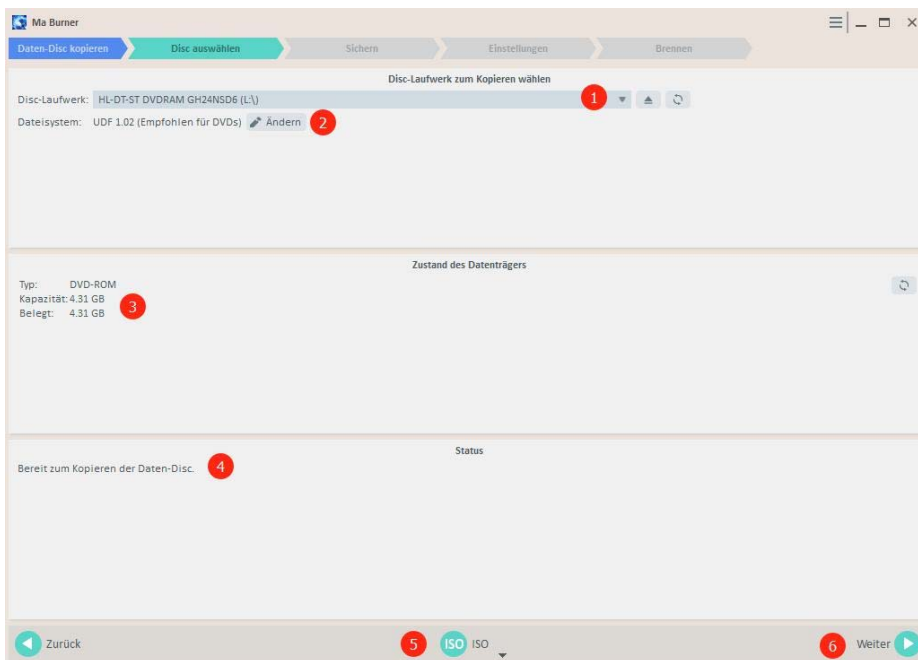 Ma Burner
Daten-Disc kopieren Disc auswählen Sichern Einstellungen Brennen
Disc-Laufwerk zum Kopieren wählen
Disc-Laufwerk: HL-DT-ST DVDRAM GH24NSD6 (L:\) 1
Dateisystem: UDF 1.02 (Empfohlen für DVDs) Ändern 2
Zustand des Datenträgers
Typ: DVD-ROM
Kapazität: 4.31 GB 3
Belegt: 4.31 GB
Status
Bereit zum Kopieren der Daten-Disc. 4
Zurück 5 ISO ISO 6 Weiter